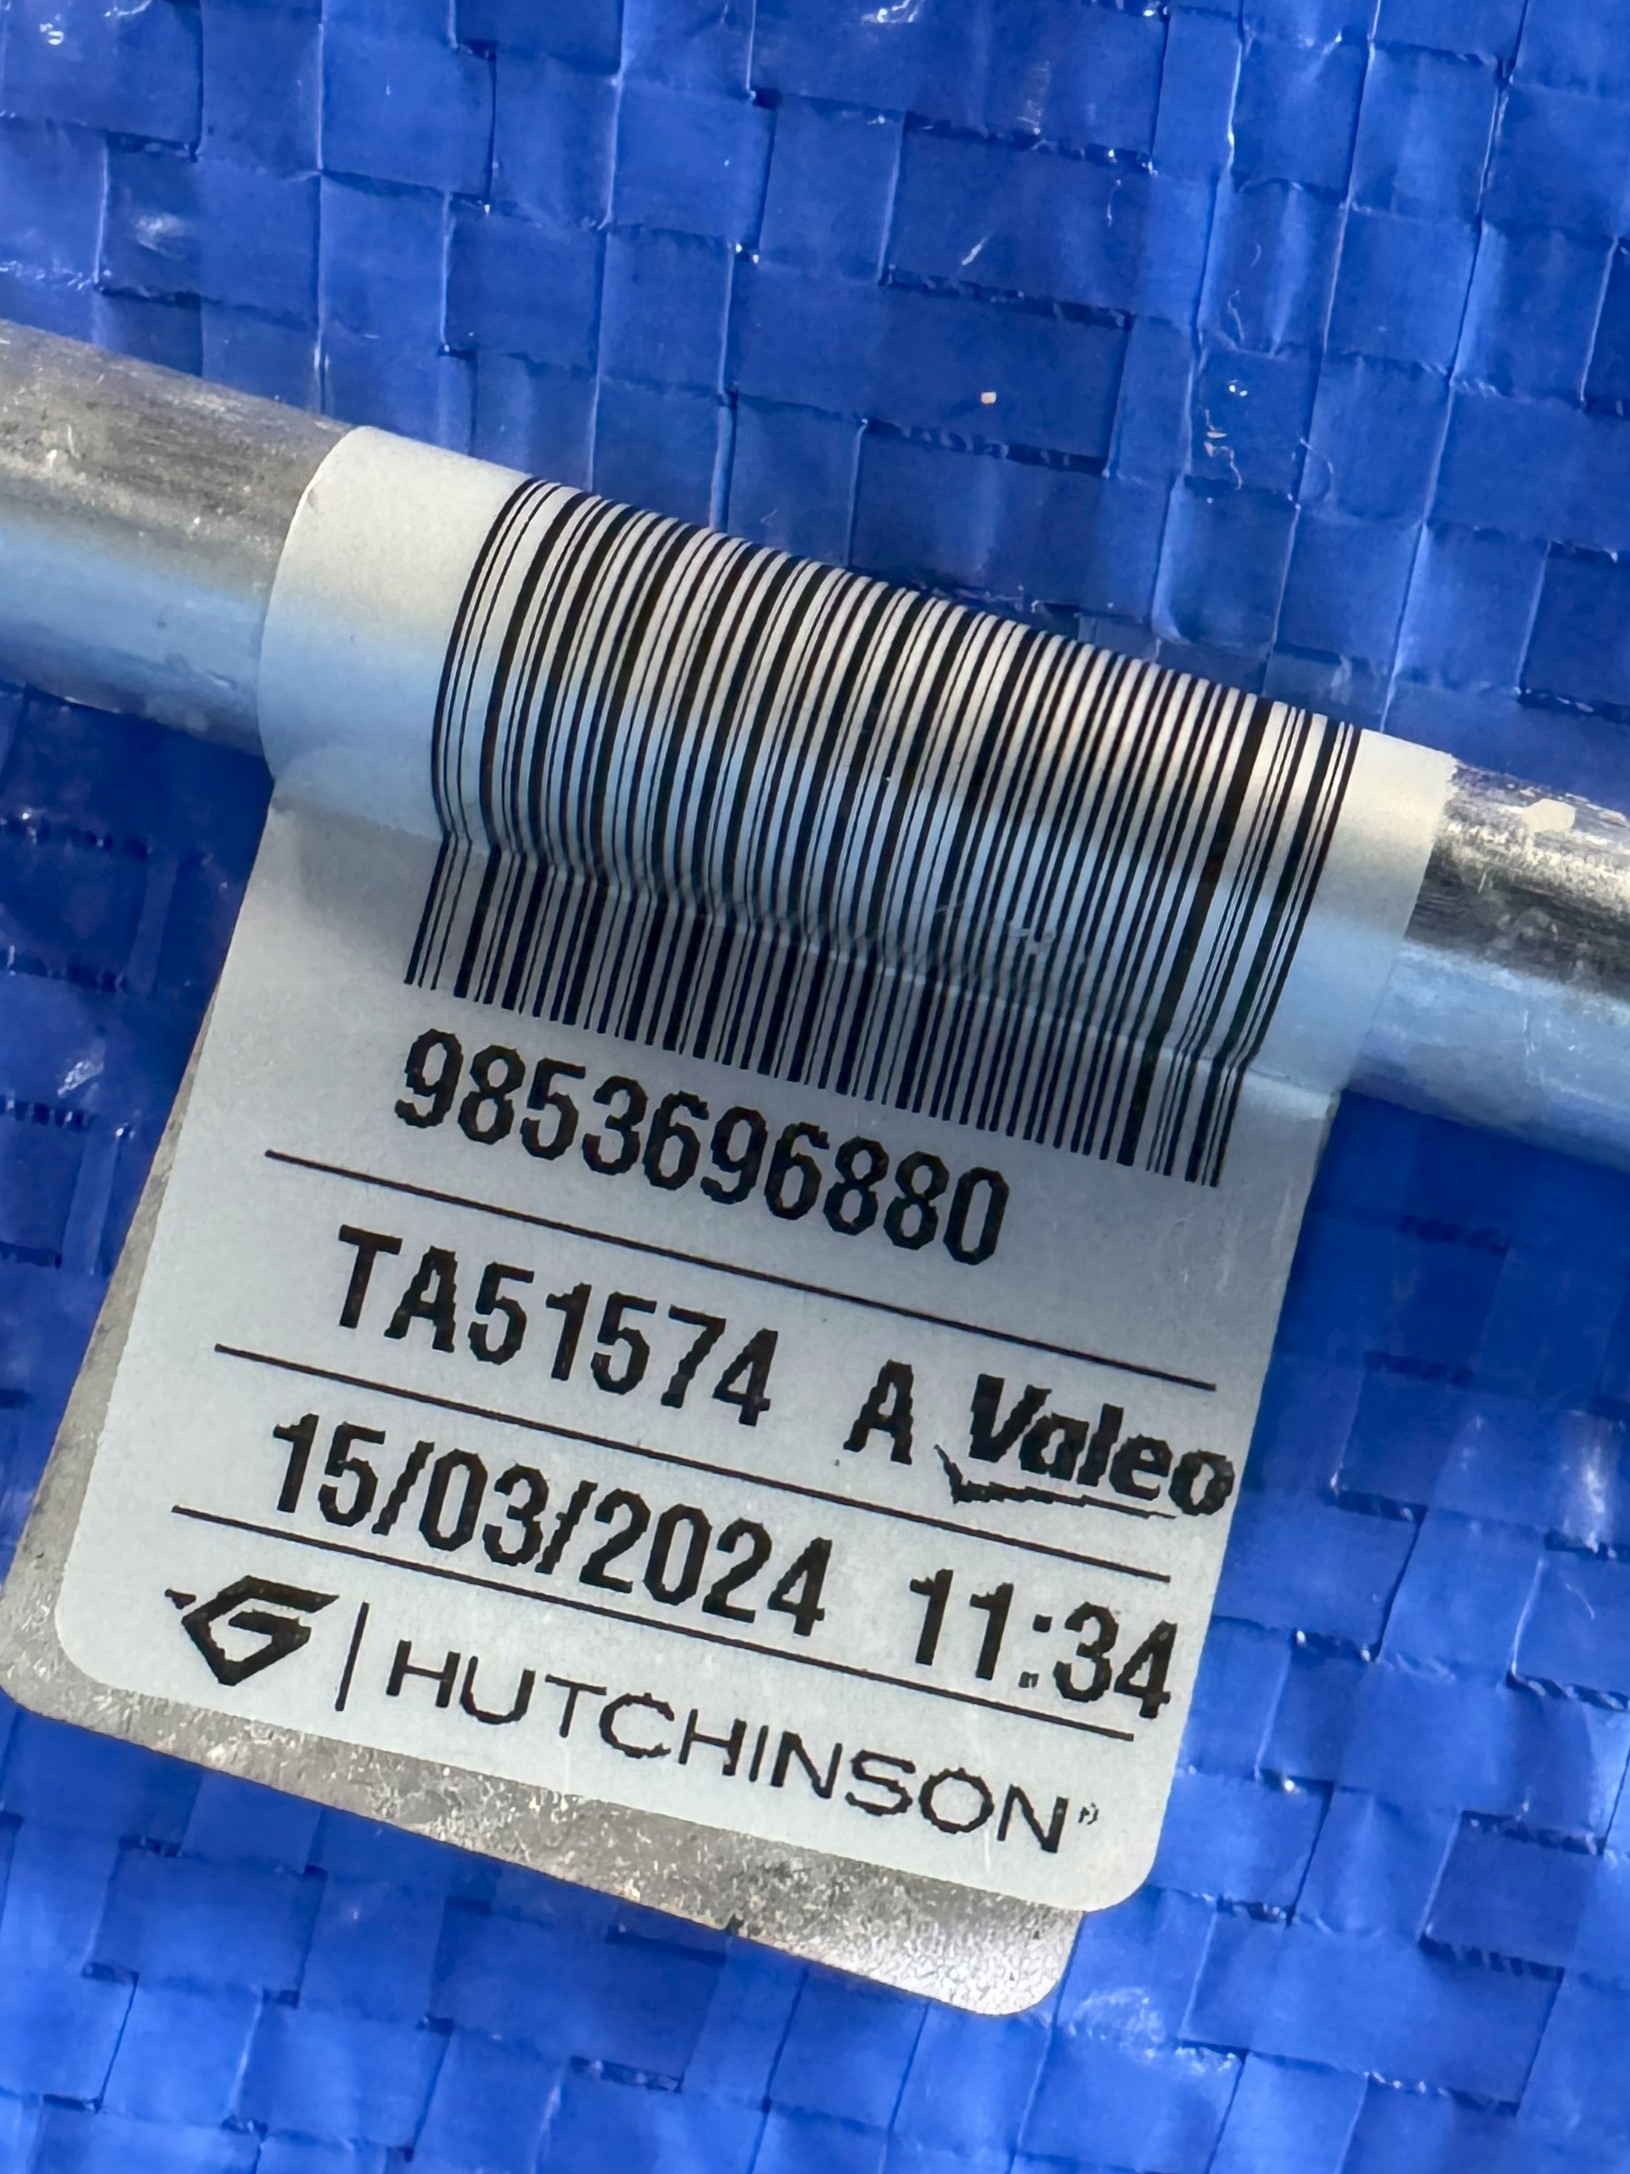 9853696880
TA51574 A Valeo
15/03/2024 11:34
G | HUTCHINSON®